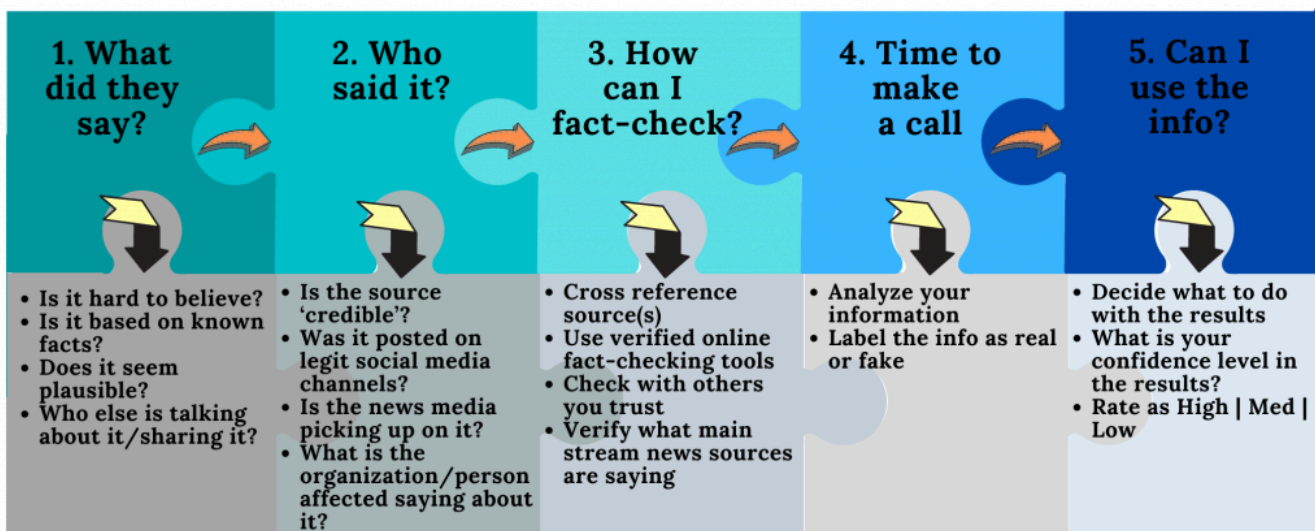 1. What
did they
say?
2. Who
said it?
3. How
can I
fact-check?
4. Time to
make
a call
5. Can I
use the
info?
• Is it hard to believe?
• Is it based on known
facts?
• Does it seem
plausible?
• Who else is talking
about it/sharing it?
• Is the source
‘credible’?
• Was it posted on
legit social media
channels?
• Is the news media
picking up on it?
• What is the
organization/person
affected saying about
it?
• Cross reference
source(s)
• Use verified online
fact-checking tools
• Check with others
you trust
• Verify what main
stream news sources
are saying
• Analyze your
information
• Label the info as real
or fake
• Decide what to do
with the results
• What is your
confidence level in
the results?
• Rate as High | Med |
Low